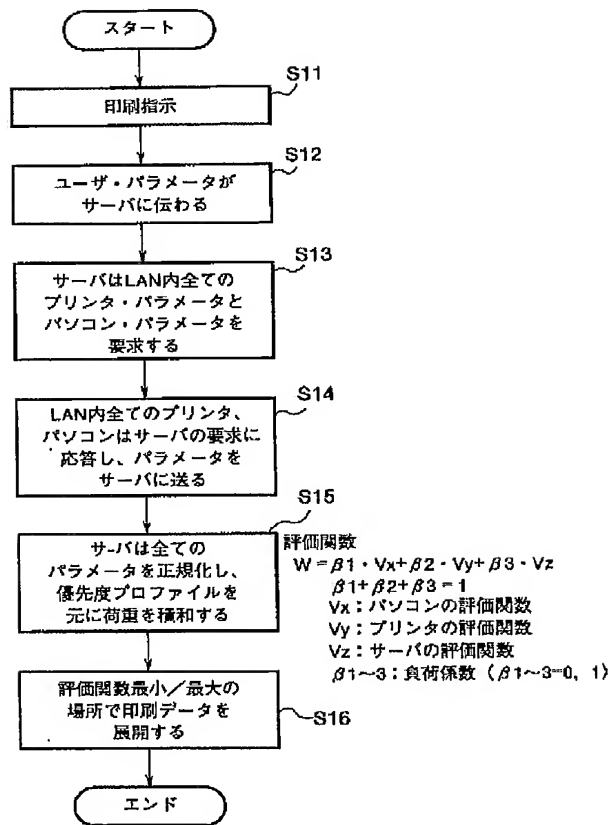 スタート
S11
印刷指示
S12
ユーザ・パラメータが
サーバに伝わる
S13
サーバはLAN内全ての
プリンタ・パラメータと
パソコン・パラメータを
要求する
S14
LAN内全てのプリンタ、
パソコンはサーバの要求に
応答し、パラメータを
サーバに送る
S15
サーバは全ての
パラメータを正規化し、
優先度プロファイルを
元に荷重を積和する
評価関数
W=β1・Vx+β2・Vy+β3・Vz
β1+β2+β3=1
Vx:パソコンの評価関数
Vy:プリンタの評価関数
Vz:サーバの評価関数
β1~3:負荷係数(β1~3=0, 1)
評価関数最小/最大の
場所で印刷データを
展開する
S16
エンド